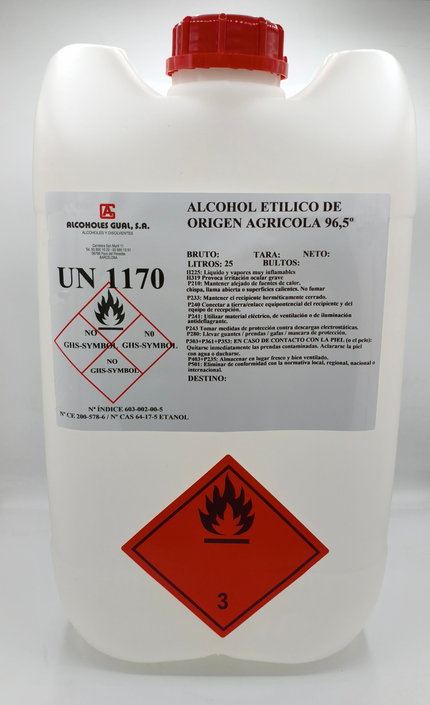 ALCOHOLES GUAL, S.A.
ALCOHOLES Y DISOLVENTES
UN 1170
NO
GHS-SYMBOL
N0
GHS-SYMBOL
NO
GHS-SYMBOL
Nº ÍNDICE 603-002-00-5
Nº CE 200-578-6 / Nº CAS 64-17-5 ETANOL
ALCOHOL ETILICO DE
ORIGEN AGRICOLA 96,5º
BRUTO: TARA: NETO:
LITROS: 25 BULTOS:
H225: Líquido y vapores muy inflamables
H319 Provoca irritación ocular grave
P210: Mantener alejado de fuentes de calor,
chispa, llama abierta o superficies calientes. No fumar
P233: Mantener el recipiente herméticamente cerrado.
P240 Conectar a tierra/enlace equipotencial del recipiente y del
equipo de recepción.
P241: Utilizar material eléctrico, de ventilación o de iluminación
antideflagrante.
P243 Tomar medidas de protección contra descargas electrostáticas.
P280: Llevar guantes / prendas / gafas / mascara de protección.
P303+P361+P353: EN CASO DE CONTACTO CON LA PIEL (o el pelo):
Quitarse inmediatamente las prendas contaminadas. Aclararse la piel
con agua o ducharse.
P403+P235: Almacenar en lugar fresco y bien ventilado.
P501: Eliminar de conformidad con la normativa local, regional, nacional o
internacional.
DESTINO:
3